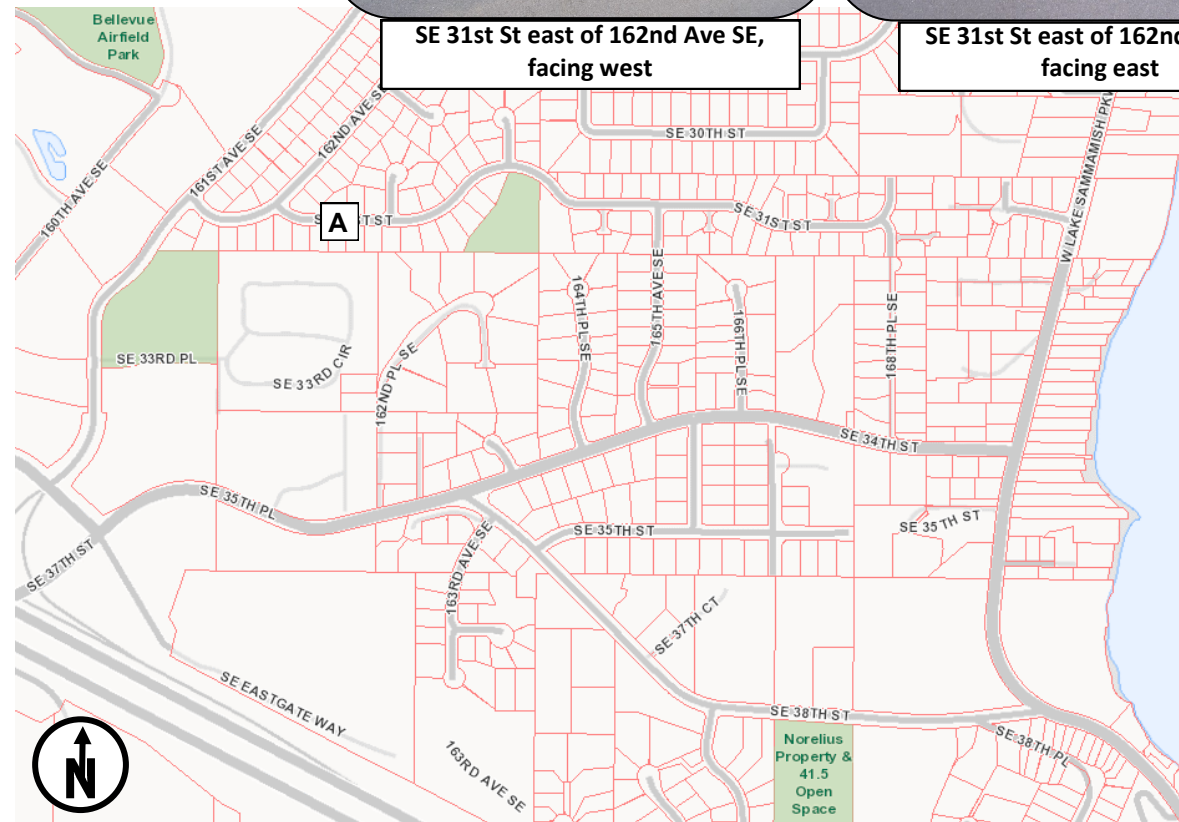 Bellevue
Airfield
Park
SE 31st St east of 162nd Ave SE,
facing west
SE 31st St east of 162nd
facing east
160TH AVE SE
161ST AVE SE
162ND AVE S
SE 30TH ST
W LAKE SAMMAMISH PKW
A
T ST
SE 31ST ST
164TH PL SE
165TH AVE SE
166TH PL SE
168TH PL SE
SE 33RD PL
SE 33RD CIR
162ND PL SE
SE 34TH ST
SE 35TH PL
SE 35TH ST
SE 35TH ST
SE 37TH ST
163RD AVE SE
SE 37TH CT
SE EASTGATE WAY
SE 38TH ST
SE 38TH PL
163RD AVE SE
Norelius
Property &
41.5
Open
Space
N